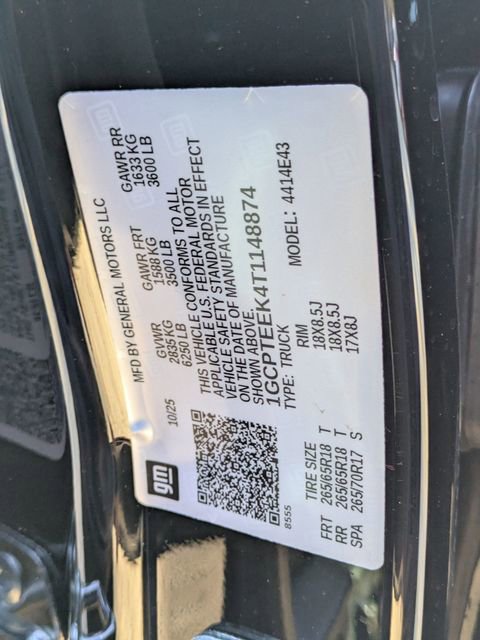 gm
MFD BY GENERAL MOTORS LLC
10/25 GVWR GAWR FRT GAWR RR
2835 KG 1588 KG 1633 KG
6250 LB 3500 LB 3600 LB
THIS VEHICLE CONFORMS TO ALL
APPLICABLE U.S. FEDERAL MOTOR
VEHICLE SAFETY STANDARDS IN EFFECT
ON THE DATE OF MANUFACTURE
SHOWN ABOVE.
1GCPTEEK4T1148874
TYPE: TRUCK MODEL: 4414E43
8555
TIRE SIZE RIM
FRT 265/65R18 T 18X8.5J
RR 265/65R18 T 18X8.5J
SPA 265/70R17 S 17X8J